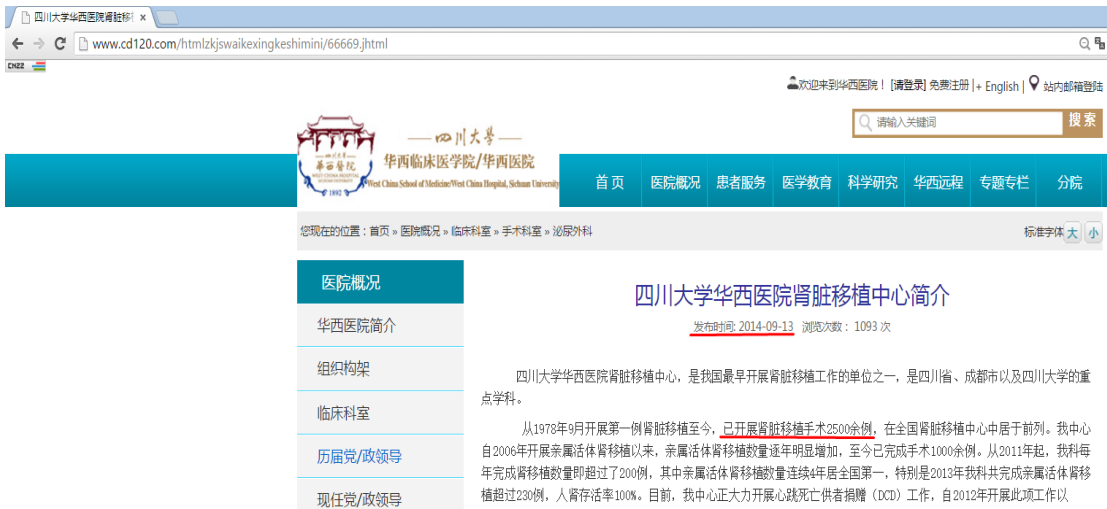 四川大学华西医院肾脏移
www.cd120.com/htmlzkjswaikexingkeshimini/66669.jhtml
CNZZ
欢迎来到华西医院！ [请登录] 免费注册 |+ English | 站内邮箱登陆
请输入关键词 搜索
四川大学
华西临床医学院/华西医院
West China School of Medicine/West China Hospital, Sichuan University
華西醫院
WEST CHINA HOSPITAL
1892
首页 医院概况 患者服务 医学教育 科学研究 华西远程 专题专栏 分院
您现在的位置：首页 » 医院概况 » 临床科室 » 手术科室 » 泌尿外科
标准字体 大 小
医院概况
华西医院简介
组织构架
临床科室
历届党/政领导
现任党/政领导
四川大学华西医院肾脏移植中心简介
发布时间: 2014-09-13 浏览次数： 1093 次
四川大学华西医院肾脏移植中心，是我国最早开展肾脏移植工作的单位之一，是四川省、成都市以及四川大学的重
点学科。
从1978年9月开展第一例肾脏移植至今，已开展肾脏移植手术2500余例，在全国肾脏移植中心中居于前列。我中心
自2006年开展亲属活体肾移植以来，亲属活体肾移植数量逐年明显增加，至今已完成手术1000余例。从2011年起，我科每
年完成肾移植数量即超过了200例，其中亲属活体肾移植数量连续4年居全国第一，特别是2013年我科共完成亲属活体肾移
植超过230例，人肾存活率100%。目前，我中心正大力开展心跳死亡供者捐赠（DCD）工作，自2012年开展此项工作以